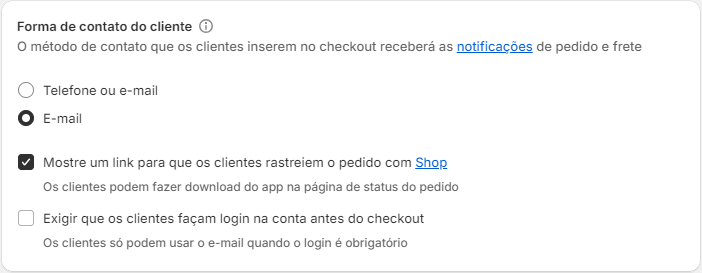 Forma de contato do cliente
O método de contato que os clientes inserem no checkout receberá as notificações de pedido e frete
Telefone ou e-mail
E-mail
Mostre um link para que os clientes rastreiem o pedido com Shop
Os clientes podem fazer download do app na página de status do pedido
Exigir que os clientes façam login na conta antes do checkout
Os clientes só podem usar o e-mail quando o login é obrigatório